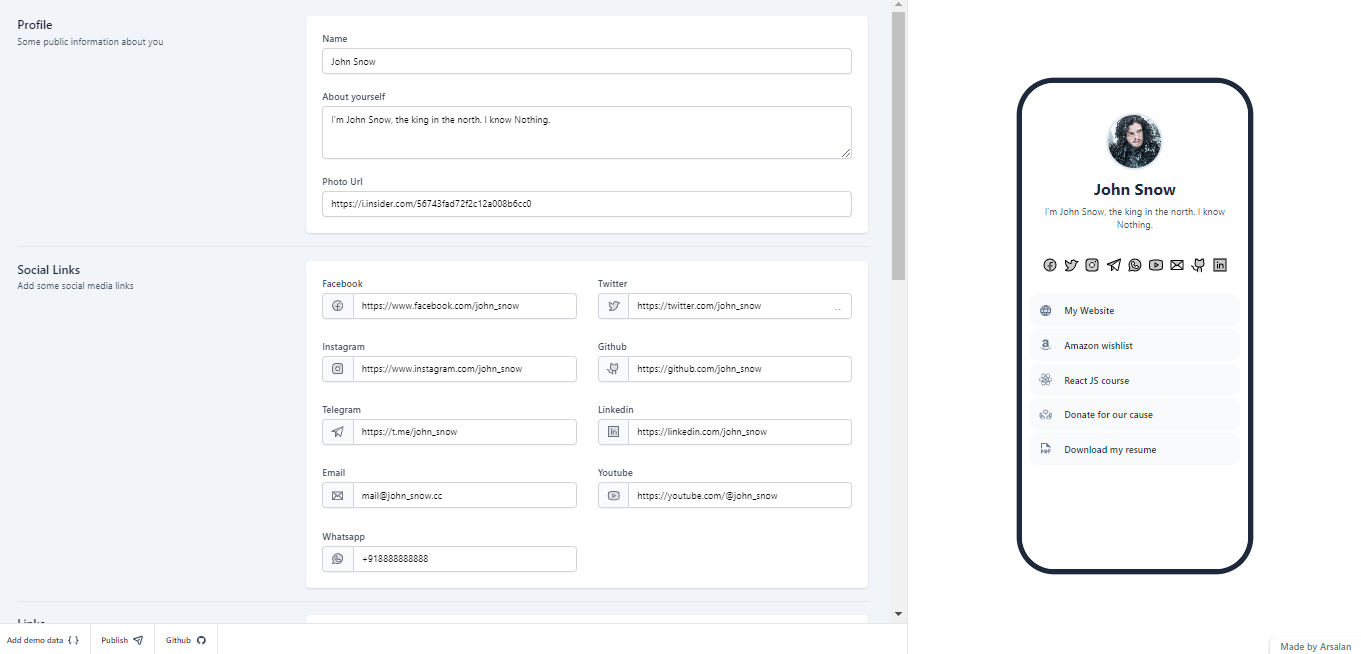 Profile
Some public information about you
Name
John Snow
About yourself
I'm John Snow, the king in the north. I know Nothing.
Photo Url
https://i.insider.com/56743fad72f2c12a008b6cc0
Social Links
Add some social media links
Facebook
https://www.facebook.com/john_snow
Twitter
https://twitter.com/john_snow
Instagram
https://www.instagram.com/john_snow
Github
https://github.com/john_snow
Telegram
https://t.me/john_snow
Linkedin
https://linkedin.com/john_snow
Email
mail@john_snow.cc
Youtube
https://youtube.com/@john_snow
Whatsapp
+918888888888
Links
Add demo data {.}
Publish
Github
John Snow
I'm John Snow, the king in the north. I know
Nothing.
My Website
Amazon wishlist
React JS course
Donate for our cause
Download my resume
Made by Arsalan